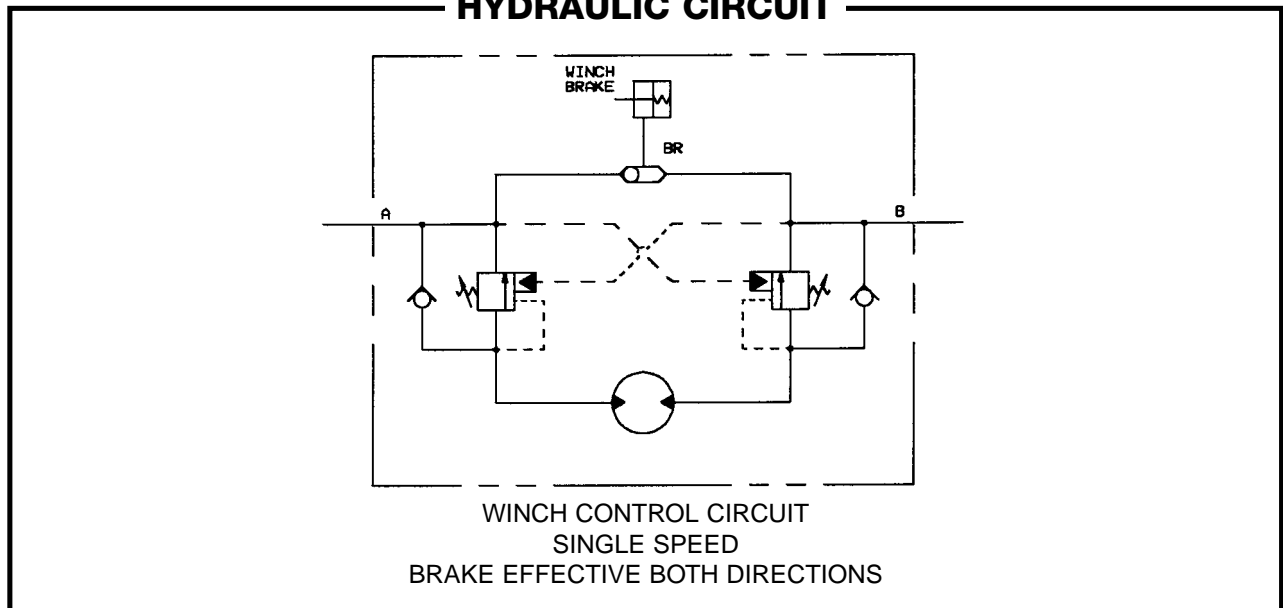 HYDRAULIC CIRCUIT
WINCH
BRAKE
BR
A
B
WINCH CONTROL CIRCUIT
SINGLE SPEED
BRAKE EFFECTIVE BOTH DIRECTIONS